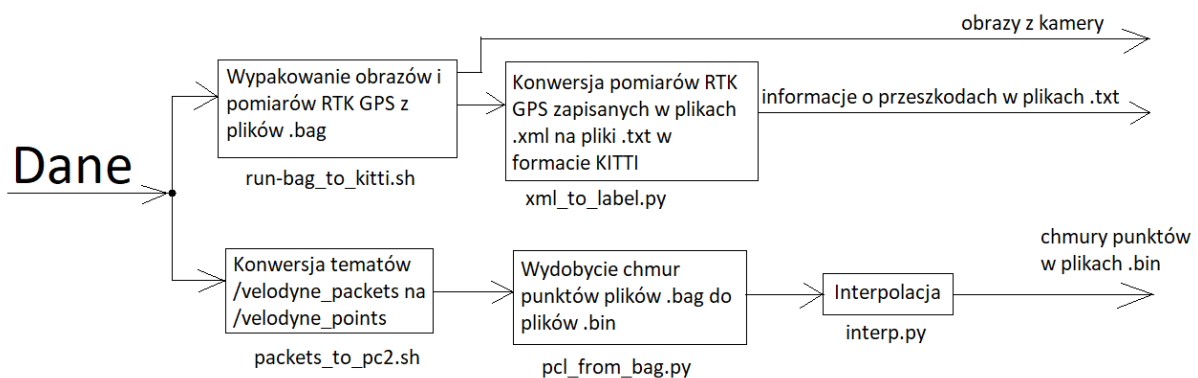 obrazy z kamery
Wypakowanie obrazów i
pomiarów RTK GPS z
plików .bag
run-bag_to_kitti.sh
Konwersja pomiarów RTK
GPS zapisanych w plikach
.xml na pliki .txt w
formacie KITTI
xml_to_label.py
informacje o przeszkodach w plikach .txt
Dane
Konwersja tematów
/velodyne_packets na
/velodyne_points
packets_to_pc2.sh
Wydobycie chmur
punktów plików .bag do
plików .bin
pcl_from_bag.py
Interpolacja
interp.py
chmury punktów
w plikach .bin